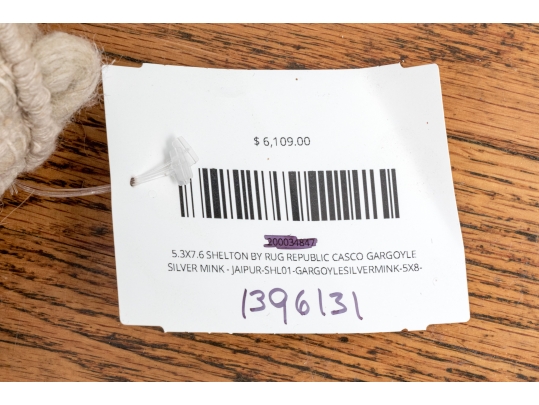 $ 6,109.00
200034847
5.3X7.6 SHELTON BY RUG REPUBLIC CASCO GARGOYLE
SILVER MINK - JAIPUR-SHL01-GARGOYLESILVERMINK-5X8-
1396131